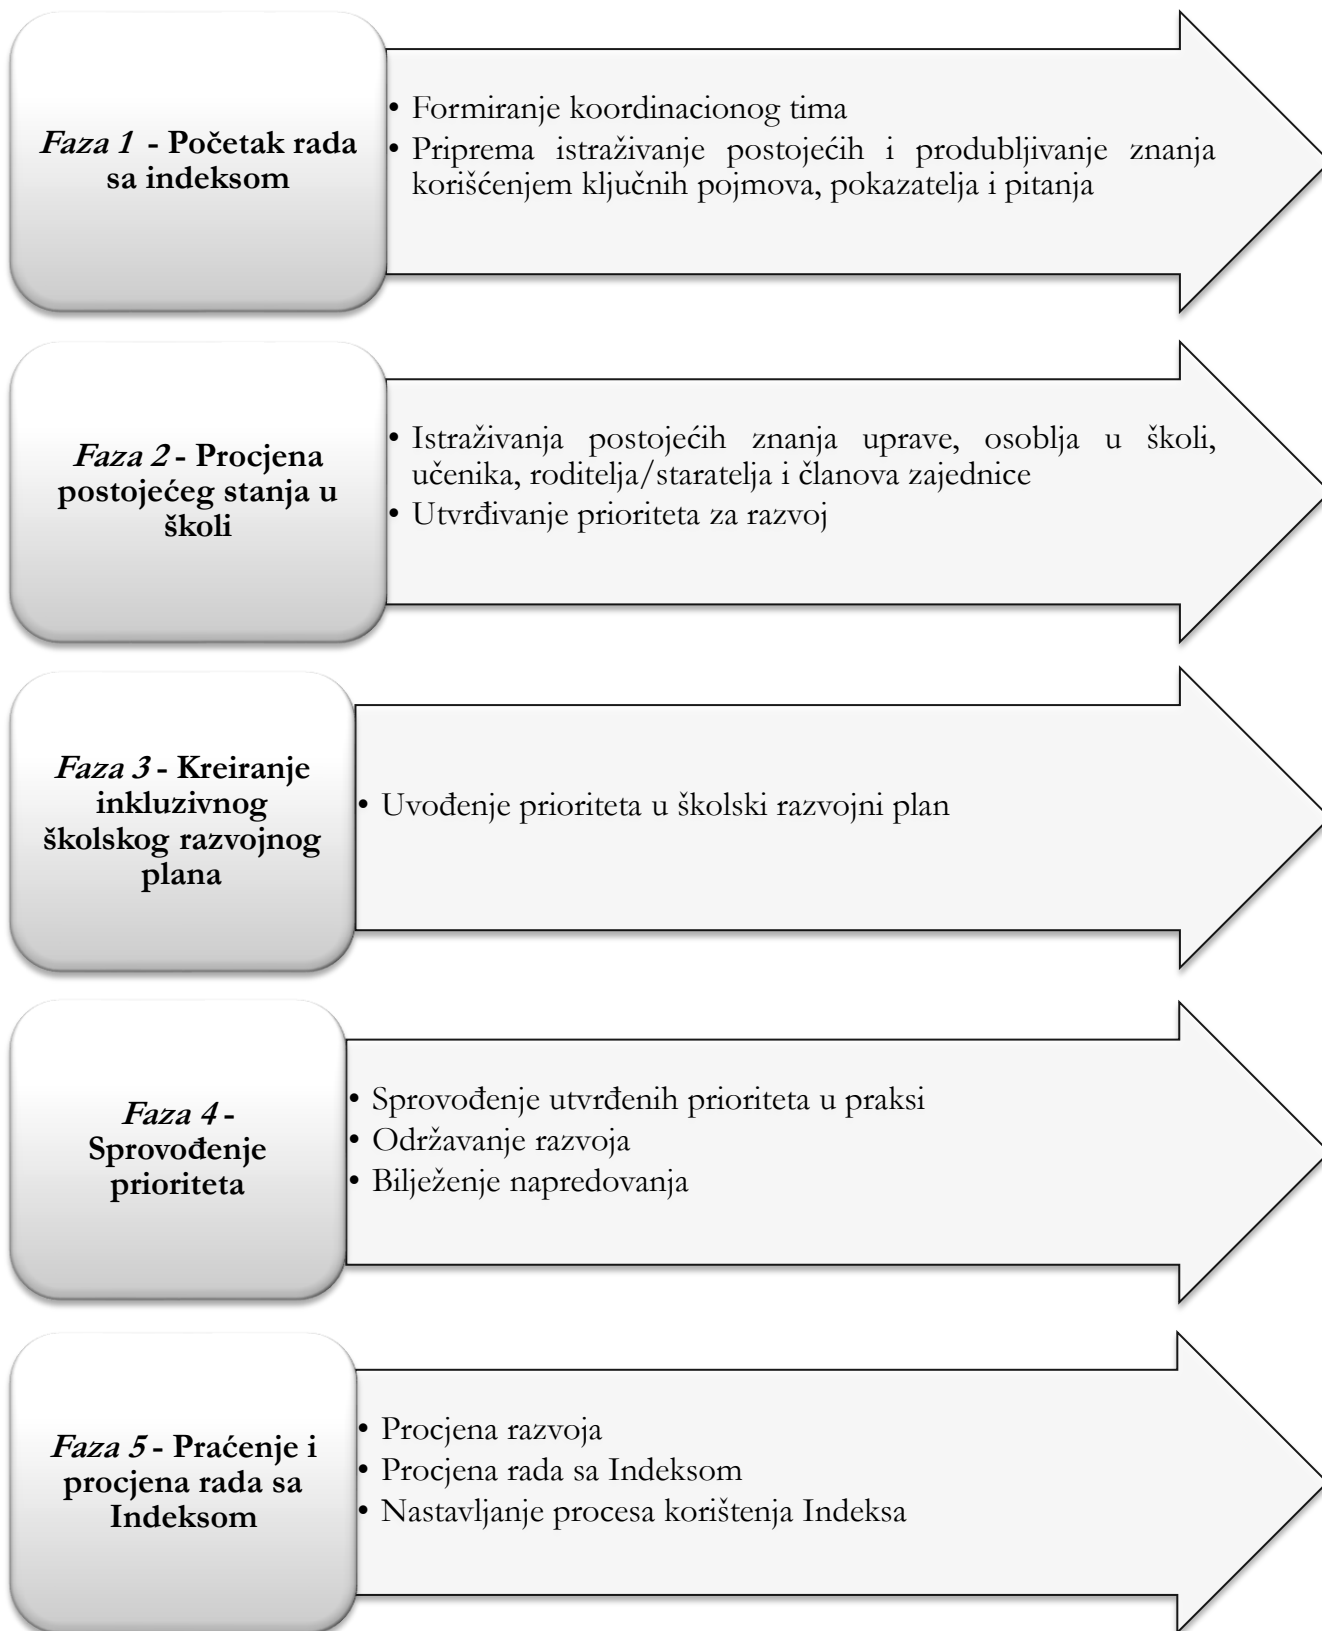 Faza 1 - Početak rada
sa indeksom
• Formiranje koordinacionog tima
• Priprema istraživanje postojećih i produbljivanje znanja
korišćenjem ključnih pojmova, pokazatelja i pitanja
Faza 2 - Procjena
postojećeg stanja u
školi
• Istraživanja postojećih znanja uprave, osoblja u školi,
učenika, roditelja/staratelja i članova zajednice
• Utvrđivanje prioriteta za razvoj
Faza 3 - Kreiranje
inkluzivnog
školskog razvojnog
plana
• Uvođenje prioriteta u školski razvojni plan
Faza 4 -
Sprovođenje
prioriteta
• Sprovođenje utvrđenih prioriteta u praksi
• Održavanje razvoja
• Bilježenje napredovanja
Faza 5 - Praćenje i
procjena rada sa
Indeksom
• Procjena razvoja
• Procjena rada sa Indeksom
• Nastavljanje procesa korištenja Indeksa